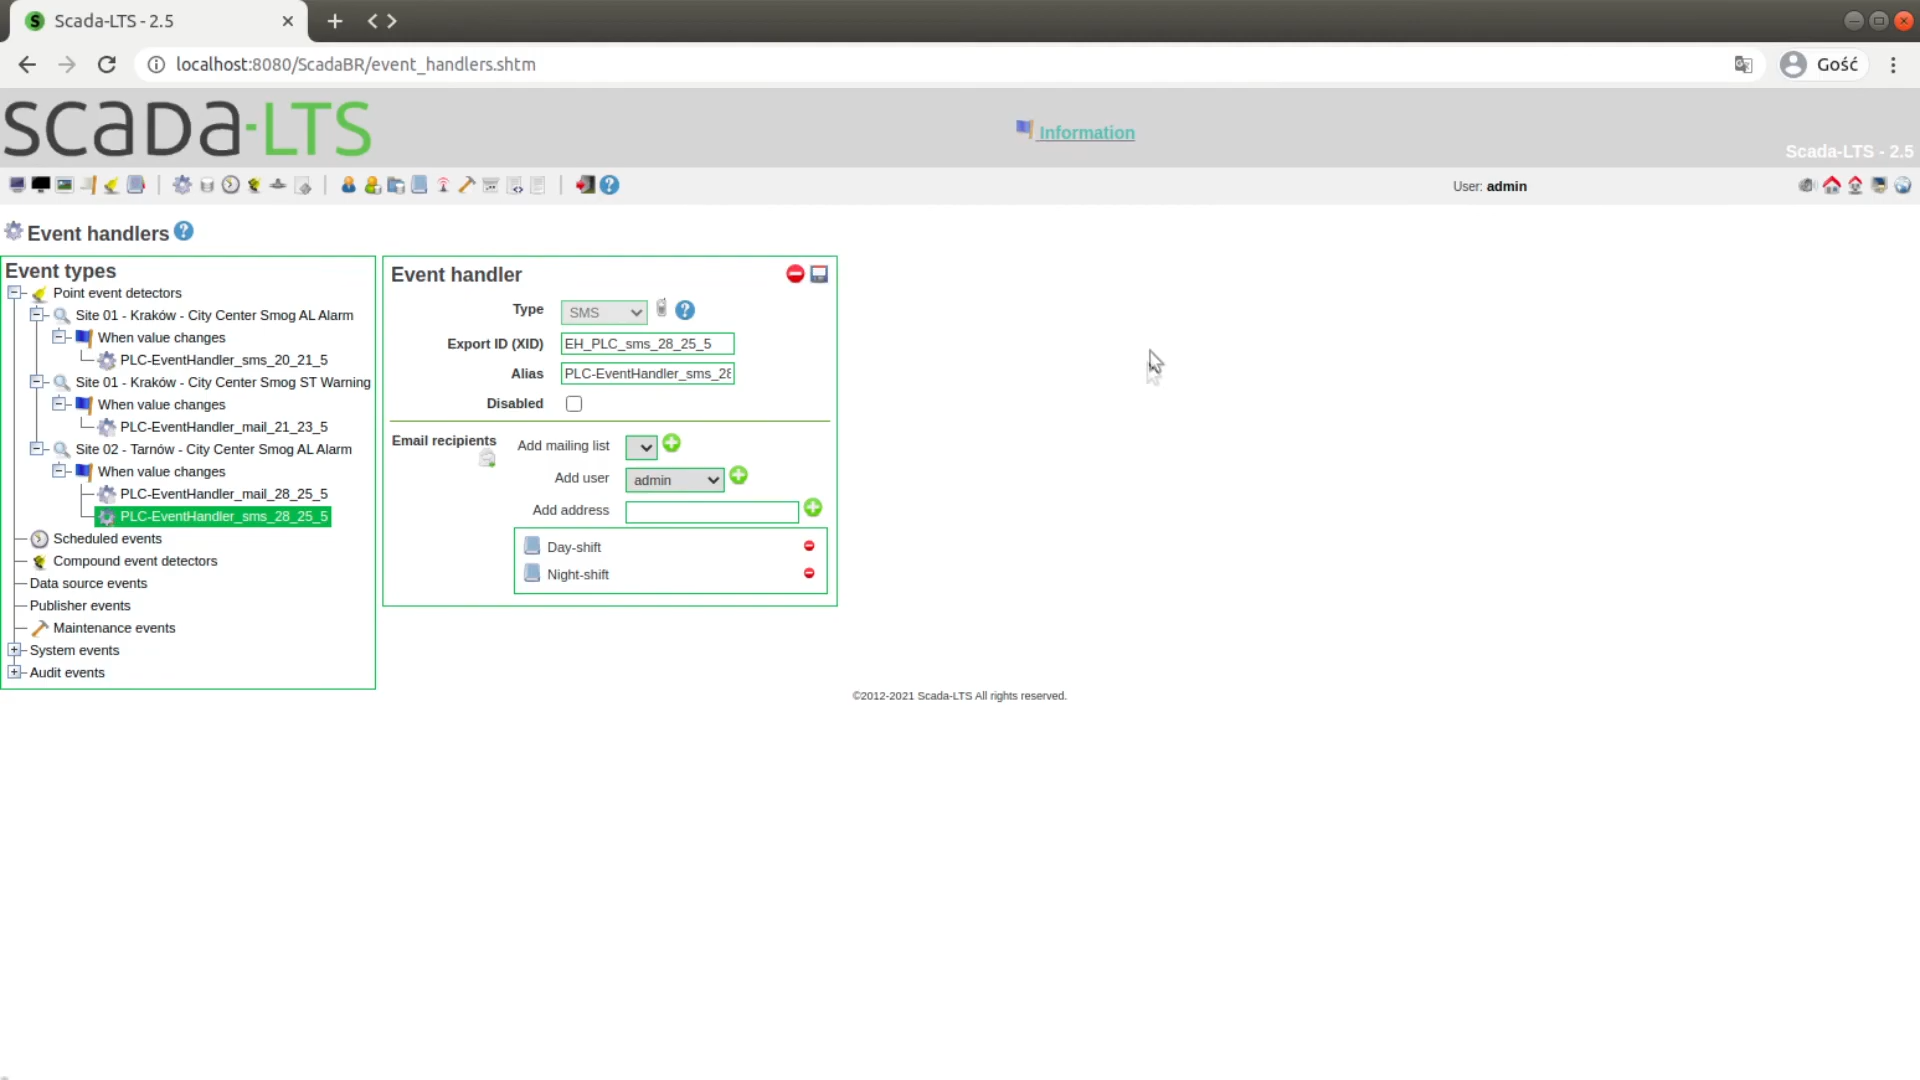 Scada-LTS - 2.5
localhost:8080/ScadaBR/event_handlers.shtm
Gość
scada-LTS
Information
Scada-LTS - 2.5
User: admin
Event handlers
Event types
Point event detectors
Site 01 - Kraków - City Center Smog AL Alarm
When value changes
PLC-EventHandler_sms_20_21_5
Site 01 - Kraków - City Center Smog ST Warning
When value changes
PLC-EventHandler_mail_21_23_5
Site 02 - Tarnów - City Center Smog AL Alarm
When value changes
PLC-EventHandler_mail_28_25_5
PLC-EventHandler_sms_28_25_5
Scheduled events
Compound event detectors
Data source events
Publisher events
Maintenance events
System events
Audit events
Event handler
Type SMS
Export ID (XID) EH_PLC_sms_28_25_5
Alias PLC-EventHandler_sms_28
Disabled
Email recipients
Add mailing list
Add user admin
Add address
Day-shift
Night-shift
©2012-2021 Scada-LTS All rights reserved.